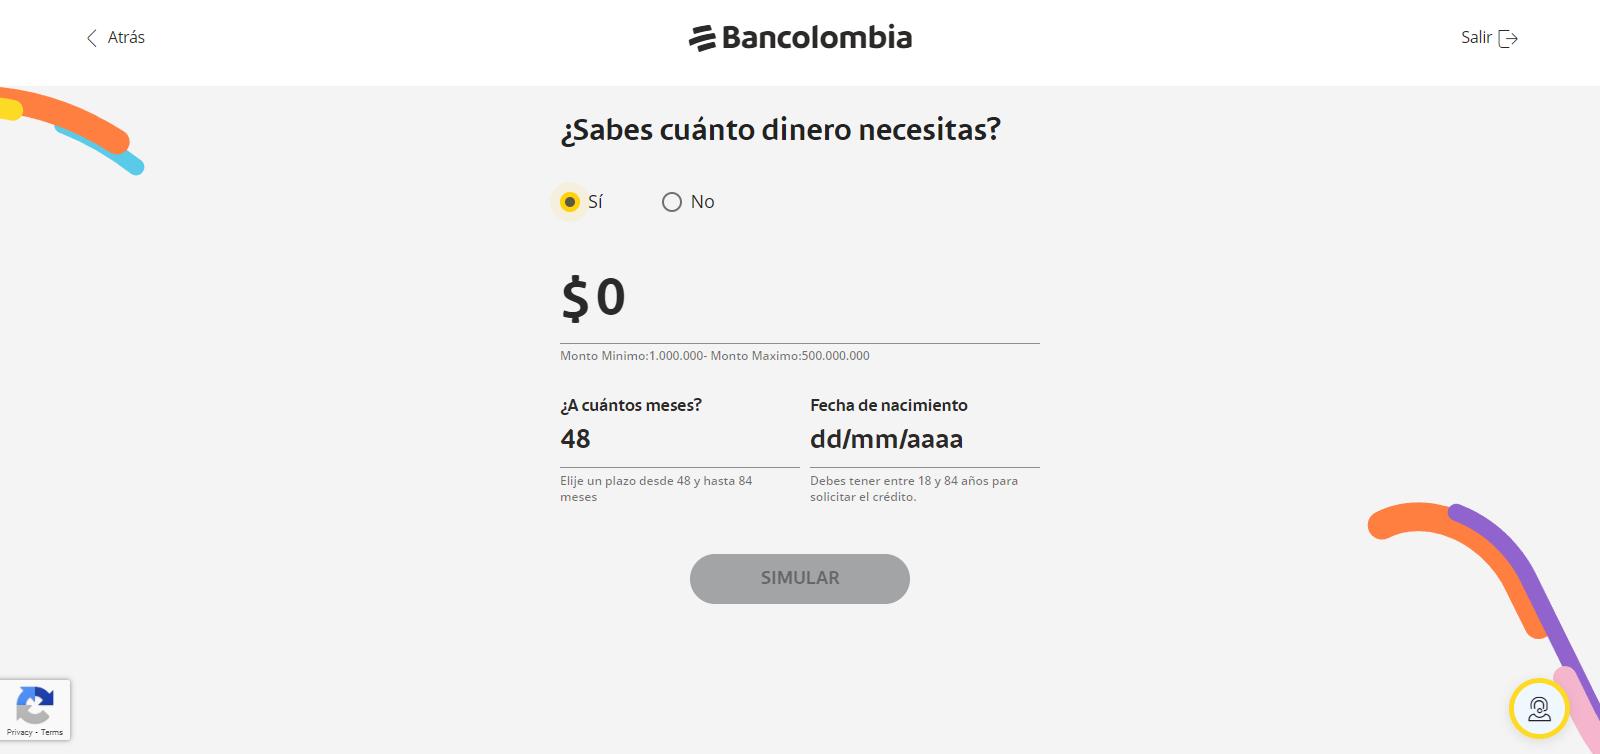 Atrás
Bancolombia
Salir
¿Sabes cuánto dinero necesitas?
Sí
No
$ 0
Monto Minimo:1.000.000- Monto Maximo:500.000.000
¿A cuántos meses?
48
Elije un plazo desde 48 y hasta 84
meses
Fecha de nacimiento
dd/mm/aaaa
Debes tener entre 18 y 84 años para
solicitar el crédito.
SIMULAR
Privacy - Terms